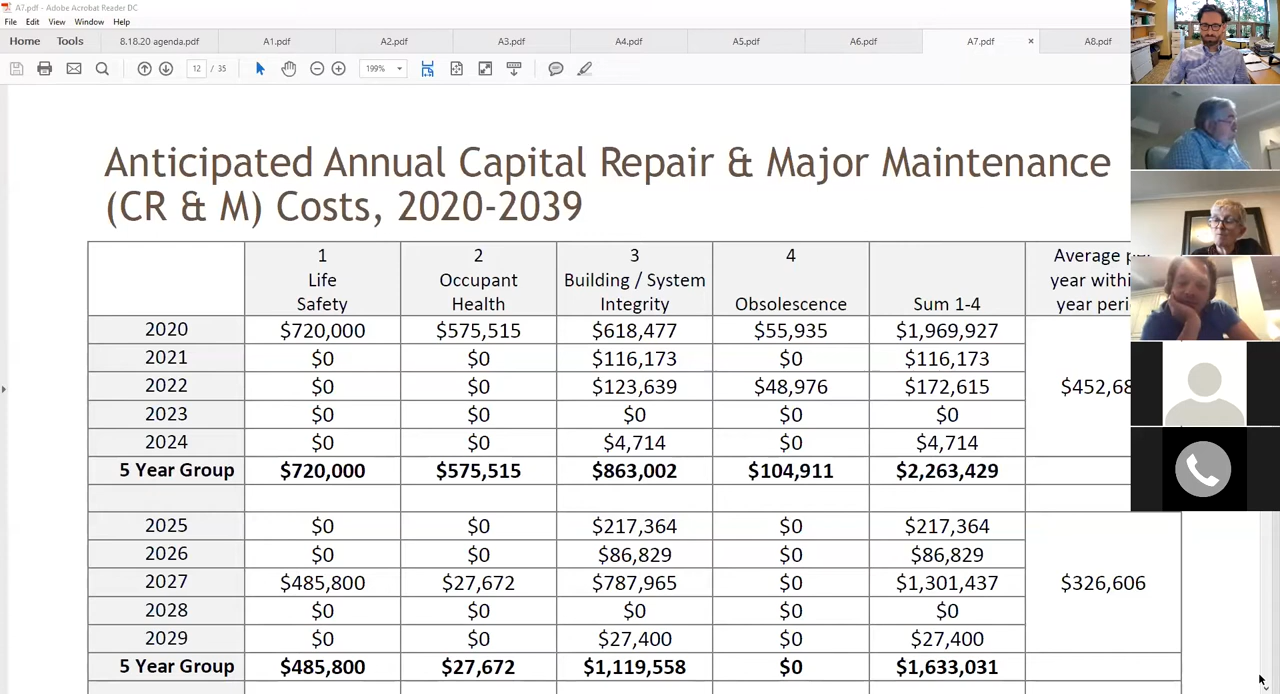 A7.pdf - Adobe Acrobat Reader DC
File Edit View Window Help
Home Tools 8.18.20 agenda.pdf A1.pdf A2.pdf A3.pdf A4.pdf A5.pdf A6.pdf A7.pdf × A8.pdf
12 / 35 199%
Anticipated Annual Capital Repair & Major Maintenance
(CR & M) Costs, 2020-2039
1 2 3 4 Average
Life Occupant Building / System year
Safety Health Integrity Obsolescence Sum 1-4 year
2020 $720,000 $575,515 $618,477 $55,935 $1,969,927
2021 $0 $0 $116,173 $0 $116,173
2022 $0 $0 $123,639 $48,976 $172,615 $452,68
2023 $0 $0 $0 $0 $0
2024 $0 $0 $4,714 $0 $4,714
5 Year Group $720,000 $575,515 $863,002 $104,911 $2,263,429
2025 $0 $0 $217,364 $0 $217,364
2026 $0 $0 $86,829 $0 $86,829
2027 $485,800 $27,672 $787,965 $0 $1,301,437 $326,606
2028 $0 $0 $0 $0 $0
2029 $0 $0 $27,400 $0 $27,400
5 Year Group $485,800 $27,672 $1,119,558 $0 $1,633,031